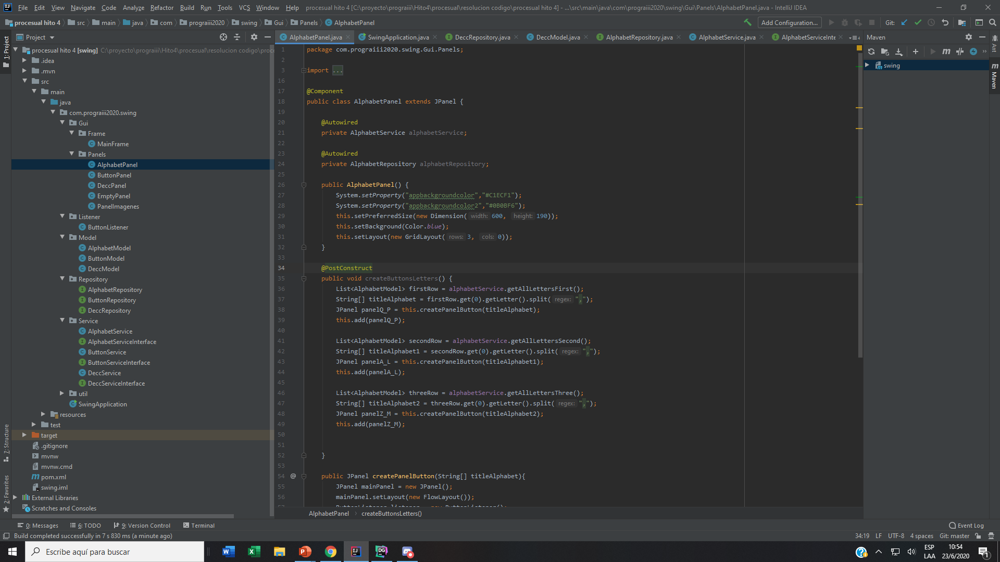 File Edit View Navigate Code Analyze Refactor Build Run Tools VCS Window Help procesual hito 4 [C:\proyecto\prograiii\Hito4\procesual\resolucion codigo\procesual hito 4] - ...\src\main\java\com\prograiii2020\swing\Gui\Panels\AlphabetPanel.java - IntelliJ IDEA
procesual hito 4 src main java com prograiii2020 swing Gui Panels AlphabetPanel Add Configuration... Git:
Project
AlphabetPanel.java SwingApplication.java DeccRepository.java DeccModel.java AlphabetRepository.java AlphabetService.java AlphabetServiceInte 4
Maven
swing
Ant
Maven
1: Project
7: Structure
2: Favorites
procesual hito 4 [swing] C:\proyecto\prograiii\Hito4\procesual\resolucion codigo\proce
.idea
.mvn
src
main
java
com.prograiii2020.swing
Gui
Frame
MainFrame
Panels
AlphabetPanel
ButtonPanel
DeccPanel
EmptyPanel
PanelImagenes
Listener
ButtonListener
Model
AlphabetModel
ButtonModel
DeccModel
Repository
AlphabetRepository
ButtonRepository
DeccRepository
Service
AlphabetService
AlphabetServiceInterface
ButtonService
ButtonServiceInterface
DeccService
DeccServiceInterface
util
SwingApplication
resources
test
target
.gitignore
mvnw
mvnw.cmd
pom.xml
swing.iml
External Libraries
Scratches and Consoles
1 package com.prograiii2020.swing.Gui.Panels;
2
3 import ...
16
17 @Component
18 public class AlphabetPanel extends JPanel {
19
20 @Autowired
21 private AlphabetService alphabetService;
22
23 @Autowired
24 private AlphabetRepository alphabetRepository;
25
26 public AlphabetPanel() {
27 System.setProperty("appbackgroundcolor","#C1ECF1");
28 System.setProperty("appbackgroundcolor2","#0B0BF6");
29 this.setPreferredSize(new Dimension( width: 600, height: 190));
30 this.setBackground(Color.blue);
31 this.setLayout(new GridLayout( rows: 3, cols: 0));
32 }
33
34 @PostConstruct
35 public void createButtonsLetters() {
36 List<AlphabetModel> firstRow = alphabetService.getAllLettersFirst();
37 String[] titleAlphabet = firstRow.get(0).getLetter().split( regex: ",");
38 JPanel panelQ_P = this.createPanelButton(titleAlphabet);
39 this.add(panelQ_P);
40
41 List<AlphabetModel> secondRow = alphabetService.getAllLettersSecond();
42 String[] titleAlphabet1 = secondRow.get(0).getLetter().split( regex: ",");
43 JPanel panelA_L = this.createPanelButton(titleAlphabet1);
44 this.add(panelA_L);
45
46 List<AlphabetModel> threeRow = alphabetService.getAllLettersThree();
47 String[] titleAlphabet2 = threeRow.get(0).getLetter().split( regex: ",");
48 JPanel panelZ_M = this.createPanelButton(titleAlphabet2);
49 this.add(panelZ_M);
50
51
52 }
53
54 @ public JPanel createPanelButton(String[] titleAlphabet){
55 JPanel mainPanel = new JPanel();
56 mainPanel.setLayout(new FlowLayout());
AlphabetPanel createButtonsLetters()
0: Messages 6: TODO 9: Version Control Terminal Event Log
Build completed successfully in 7 s 830 ms (a minute ago) 34:19 LF UTF-8 4 spaces Git: master
Escribe aquí para buscar
ESP
LAA
10:54
23/6/2020
1